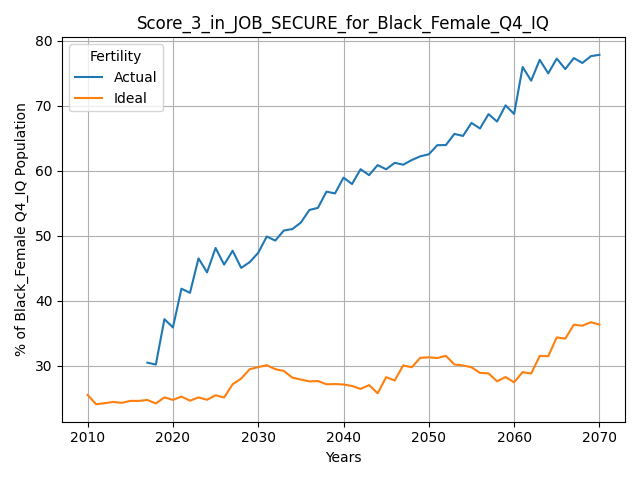 Score_3_in_JOB_SECURE_for_Black_Female_Q4_IQ
Fertility
Actual
Ideal
% of Black_Female Q4_IQ Population
80
70
60
50
40
30
2010 2020 2030 2040 2050 2060 2070
Years